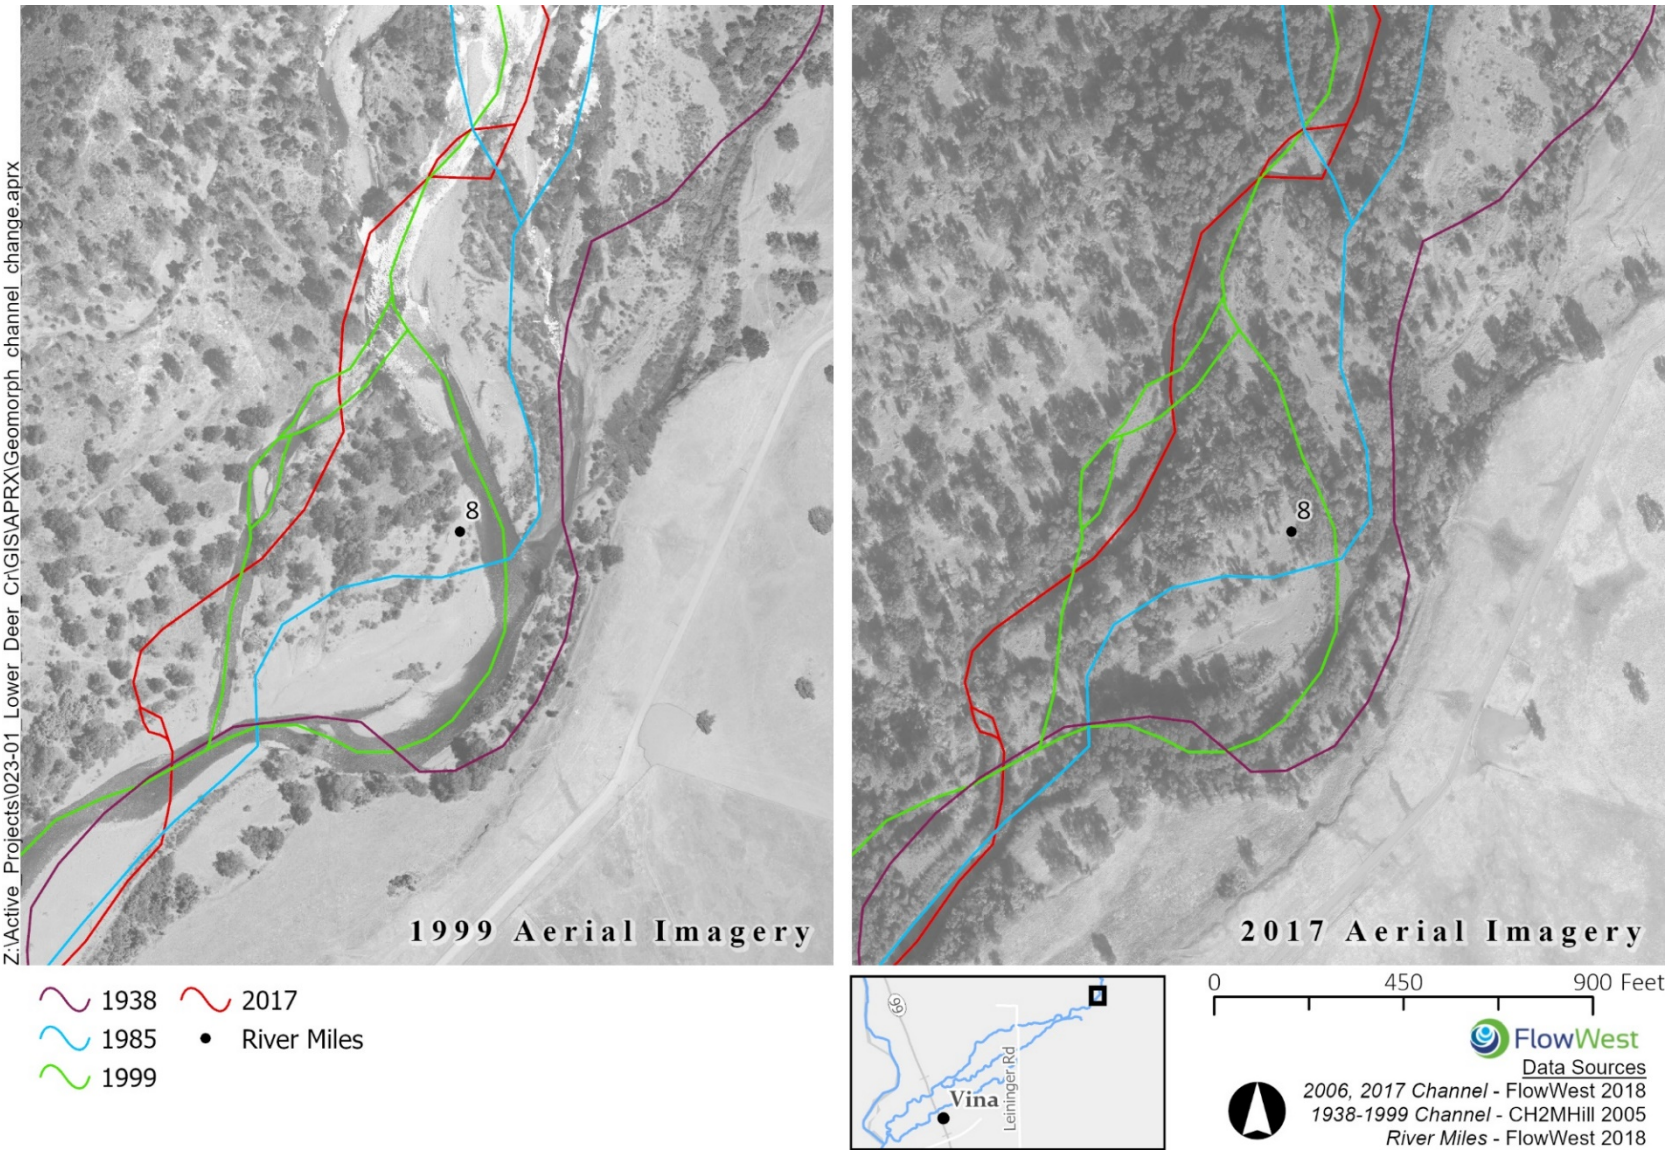 Z:\Active_Projects\023-01_Lower_Deer_Cr\GIS\APRX\Geomorph_channel_change.aprx
8
8
1999 Aerial Imagery
2017 Aerial Imagery
1938
2017
1985
River Miles
1999
99
Vina
Leininger Rd
0 450 900 Feet
FlowWest
Data Sources
2006, 2017 Channel - FlowWest 2018
1938-1999 Channel - CH2MHill 2005
River Miles - FlowWest 2018